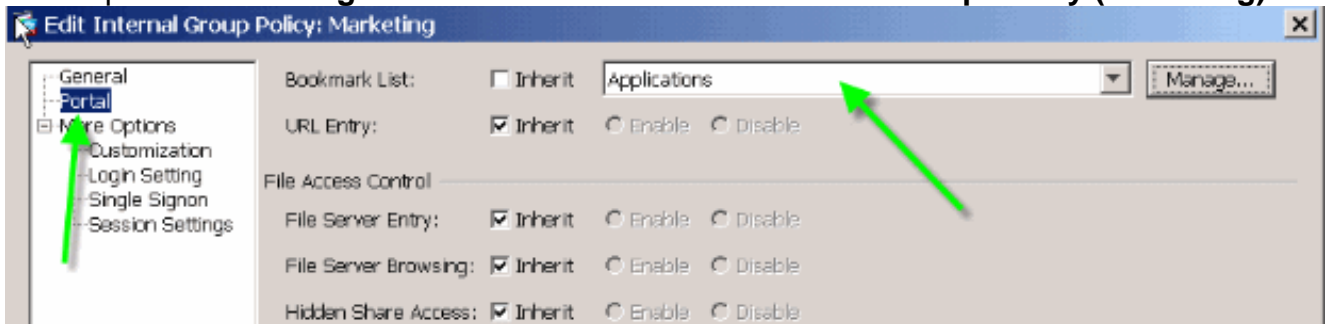 Edit Internal Group Policy: Marketing
General
Portal
More Options
Customization
Login Setting
Single Signon
Session Settings
Bookmark List: Inherit Applications Manage...
URL Entry: Inherit Enable Disable
File Access Control
File Server Entry: Inherit Enable Disable
File Server Browsing: Inherit Enable Disable
Hidden Share Access: Inherit Enable Disable